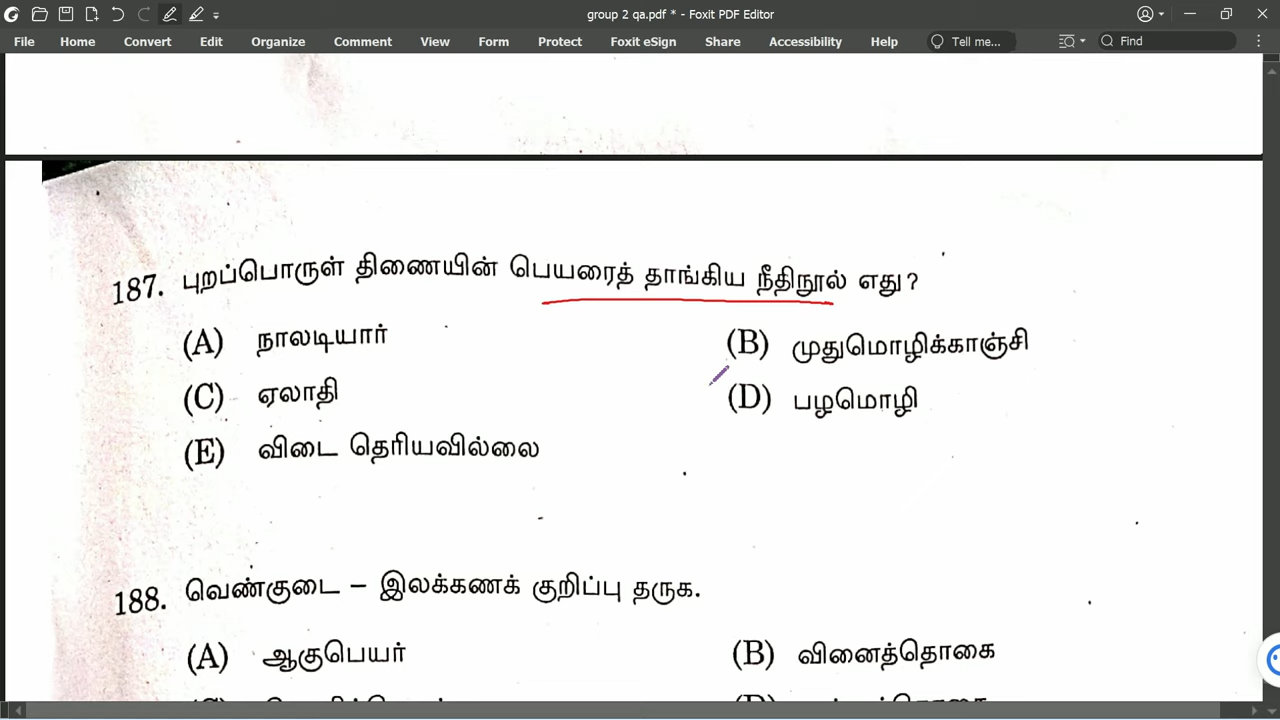 group 2 qa.pdf * - Foxit PDF Editor
File Home Convert Edit Organize Comment View Form Protect Foxit eSign Share Accessibility Help Tell me... Find
187. புறப்பொருள் திணையின் பெயரைத் தாங்கிய நீதிநூல் எது?
(A) நாலடியார் (B) முதுமொழிக்காஞ்சி
(C) ஏலாதி (D) பழமொழி
(E) விடை தெரியவில்லை
188. வெண்குடை – இலக்கணக் குறிப்பு தருக.
(A) ஆகுபெயர் (B) வினைத்தொகை